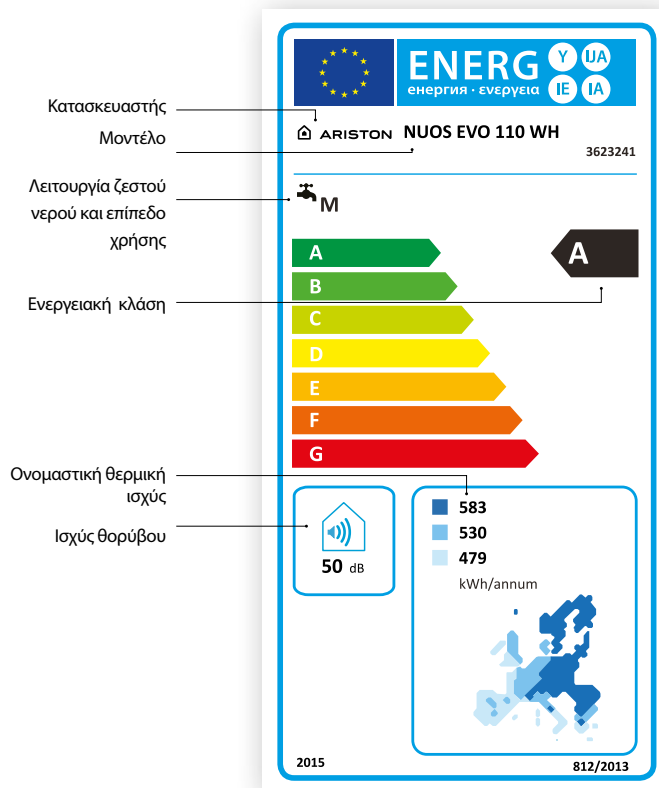 ENERG
енергия · ενεργεια
Y IJA
IE IA
Κατασκευαστής
ARISTON NUOS EVO 110 WH
Μοντέλο
3623241
Λειτουργία ζεστού
νερού και επίπεδο
χρήσης
M
A
A
B
Ενεργειακή κλάση
C
D
E
F
G
Ονομαστική θερμική
ισχύς
583
530
479
kWh/annum
Ισχύς θορύβου
50 dB
2015
812/2013